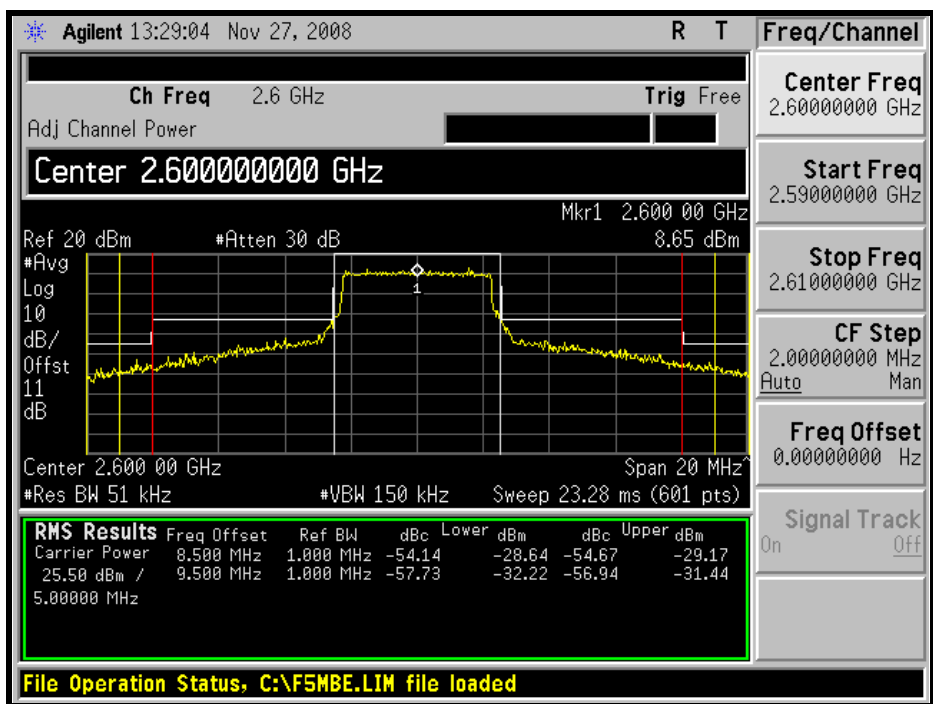 Agilent 13:29:04 Nov 27, 2008 R T
Freq/Channel
Ch Freq 2.6 GHz Trig Free
Adj Channel Power
Center 2.600000000 GHz
Mkr1 2.600 00 GHz
Ref 20 dBm #Atten 30 dB 8.65 dBm
#Avg
Log
10
dB/
Offst
11
dB
1
Center 2.600 00 GHz Span 20 MHz^
#Res BW 51 kHz #VBW 150 kHz Sweep 23.28 ms (601 pts)
RMS Results Freq Offset Ref BW dBc Lower dBm dBc Upper dBm
Carrier Power 8.500 MHz 1.000 MHz -54.14 -28.64 -54.67 -29.17
25.50 dBm / 9.500 MHz 1.000 MHz -57.73 -32.22 -56.94 -31.44
5.00000 MHz
Center Freq
2.60000000 GHz
Start Freq
2.59000000 GHz
Stop Freq
2.61000000 GHz
CF Step
2.00000000 MHz
Auto Man
Freq Offset
0.00000000 Hz
Signal Track
On Off
File Operation Status, C:\F5MBE.LIM file loaded